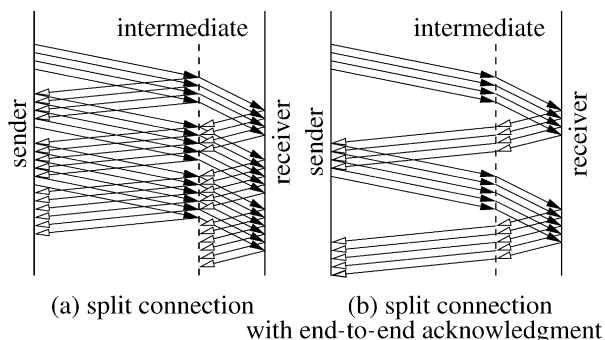 intermediate
intermediate
sender
receiver
sender
receiver
(a) split connection
(b) split connection
with end-to-end acknowledgment